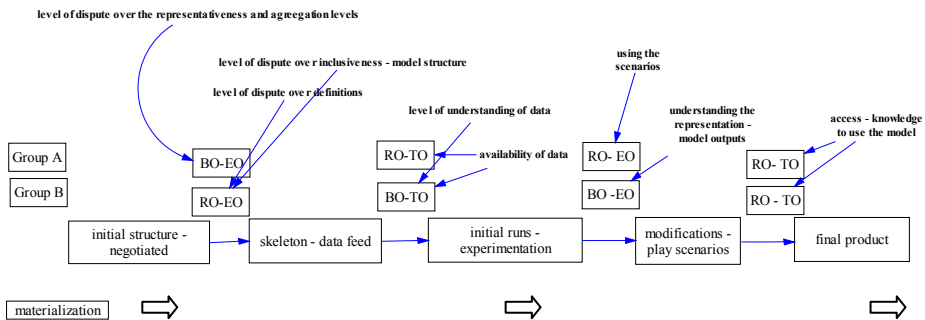 level of dispute over the representativeness and agreegation levels
level of dispute over inclusiveness - model structure
level of dispute over definitions
using the
scenarios
level of understanding of data
understanding the
representation -
model outputs
access - knowledge
to use the model
availability of data
Group A
Group B
BO-EO
RO-EO
RO-TO
BO-TO
RO- EO
BO -EO
RO- TO
RO - TO
initial structure -
negotiated
skeleton - data feed
initial runs -
experimentation
modifications -
play scenarios
final product
materialization